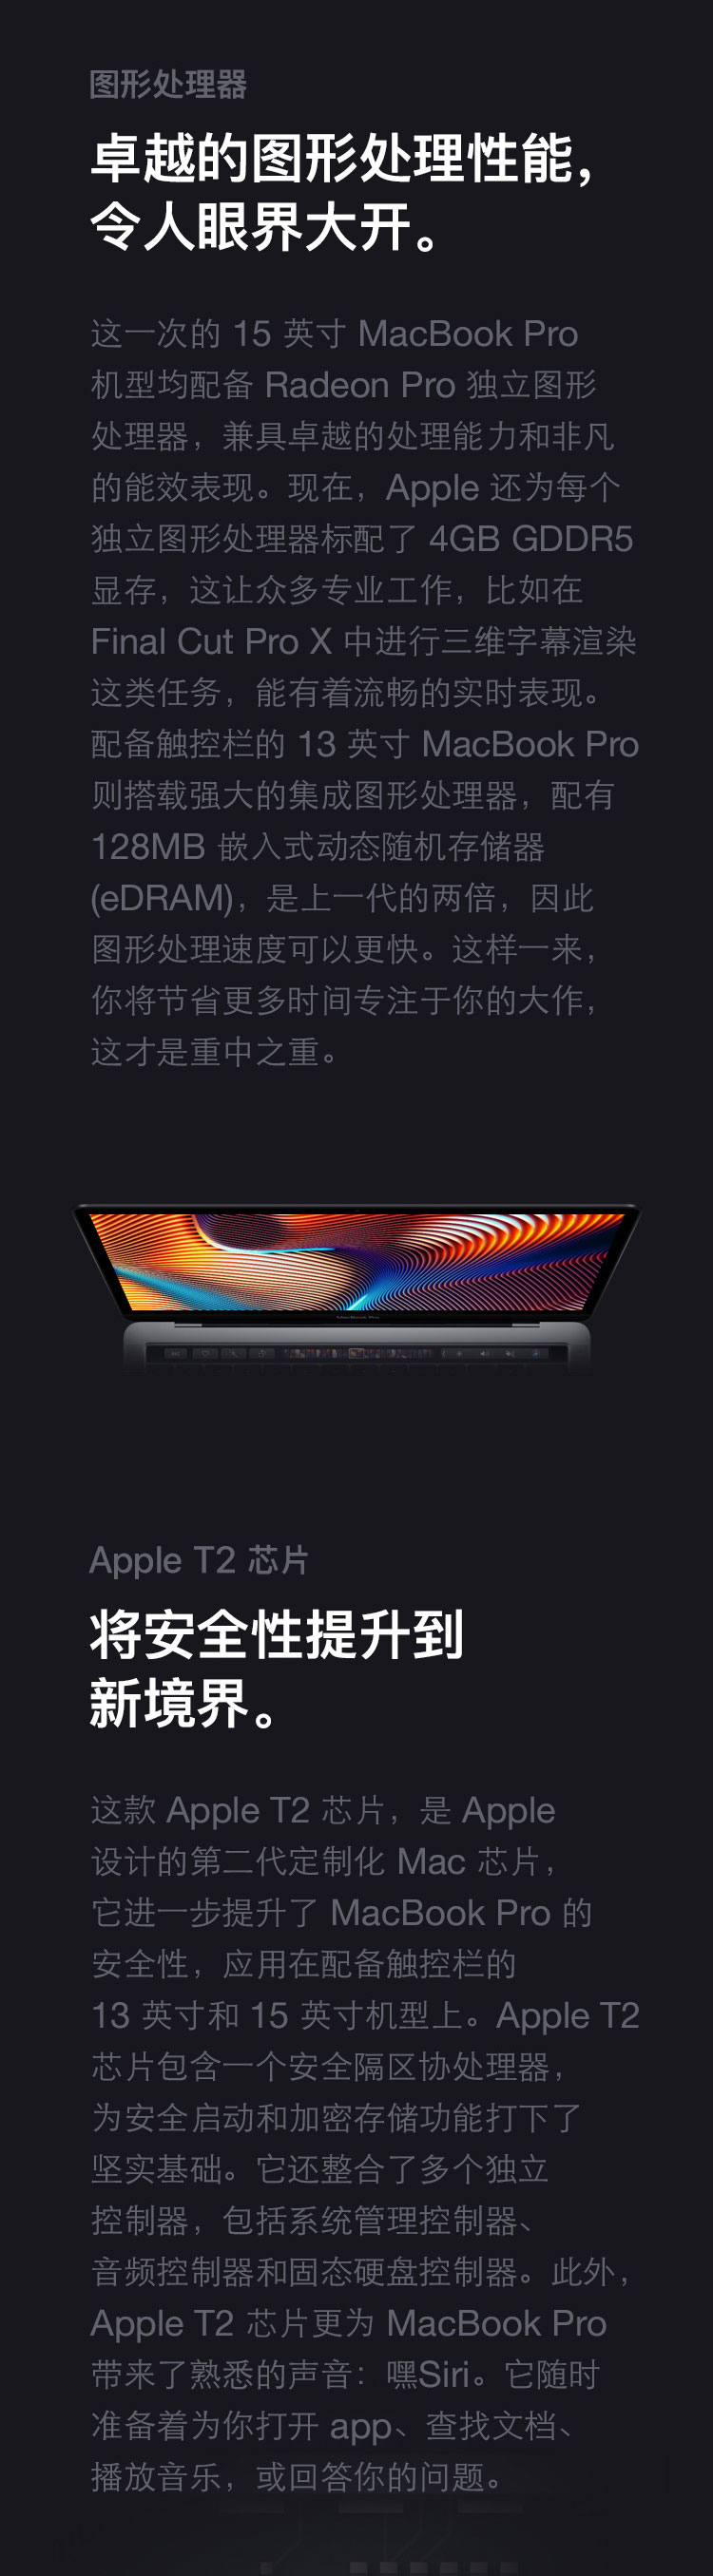 图形处理器
卓越的图形处理性能，
令人眼界大开。
这一次的 15 英寸 MacBook Pro
机型均配备 Radeon Pro 独立图形
处理器，兼具卓越的处理能力和非凡
的能效表现。现在，Apple 还为每个
独立图形处理器标配了 4GB GDDR5
显存，这让众多专业工作，比如在
Final Cut Pro X 中进行三维字幕渲染
这类任务，能有着流畅的实时表现。
配备触控栏的 13 英寸 MacBook Pro
则搭载强大的集成图形处理器，配有
128MB 嵌入式动态随机存储器
(eDRAM)，是上一代的两倍，因此
图形处理速度可以更快。这样一来，
你将节省更多时间专注于你的大作，
这才是重中之重。
MacBook Pro
Apple T2 芯片
将安全性提升到
新境界。
这款 Apple T2 芯片，是 Apple
设计的第二代定制化 Mac 芯片，
它进一步提升了 MacBook Pro 的
安全性，应用在配备触控栏的
13 英寸和 15 英寸机型上。Apple T2
芯片包含一个安全隔区协处理器，
为安全启动和加密存储功能打下了
坚实基础。它还整合了多个独立
控制器，包括系统管理控制器、
音频控制器和固态硬盘控制器。此外，
Apple T2 芯片更为 MacBook Pro
带来了熟悉的声音：嘿Siri。它随时
准备着为你打开 app、查找文档、
播放音乐，或回答你的问题。